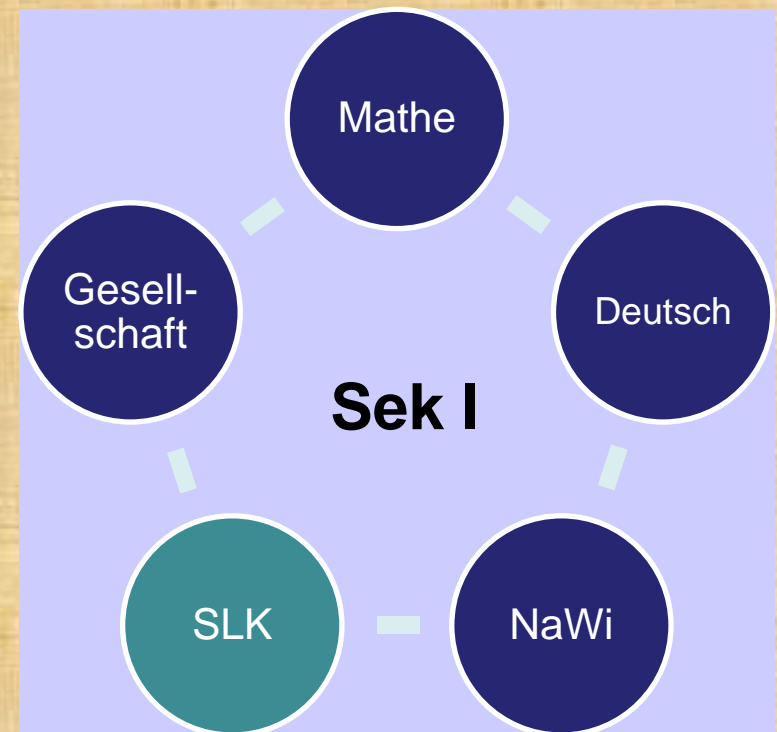 Mathe
Gesell-
schaft
Deutsch
Sek I
SLK
NaWi